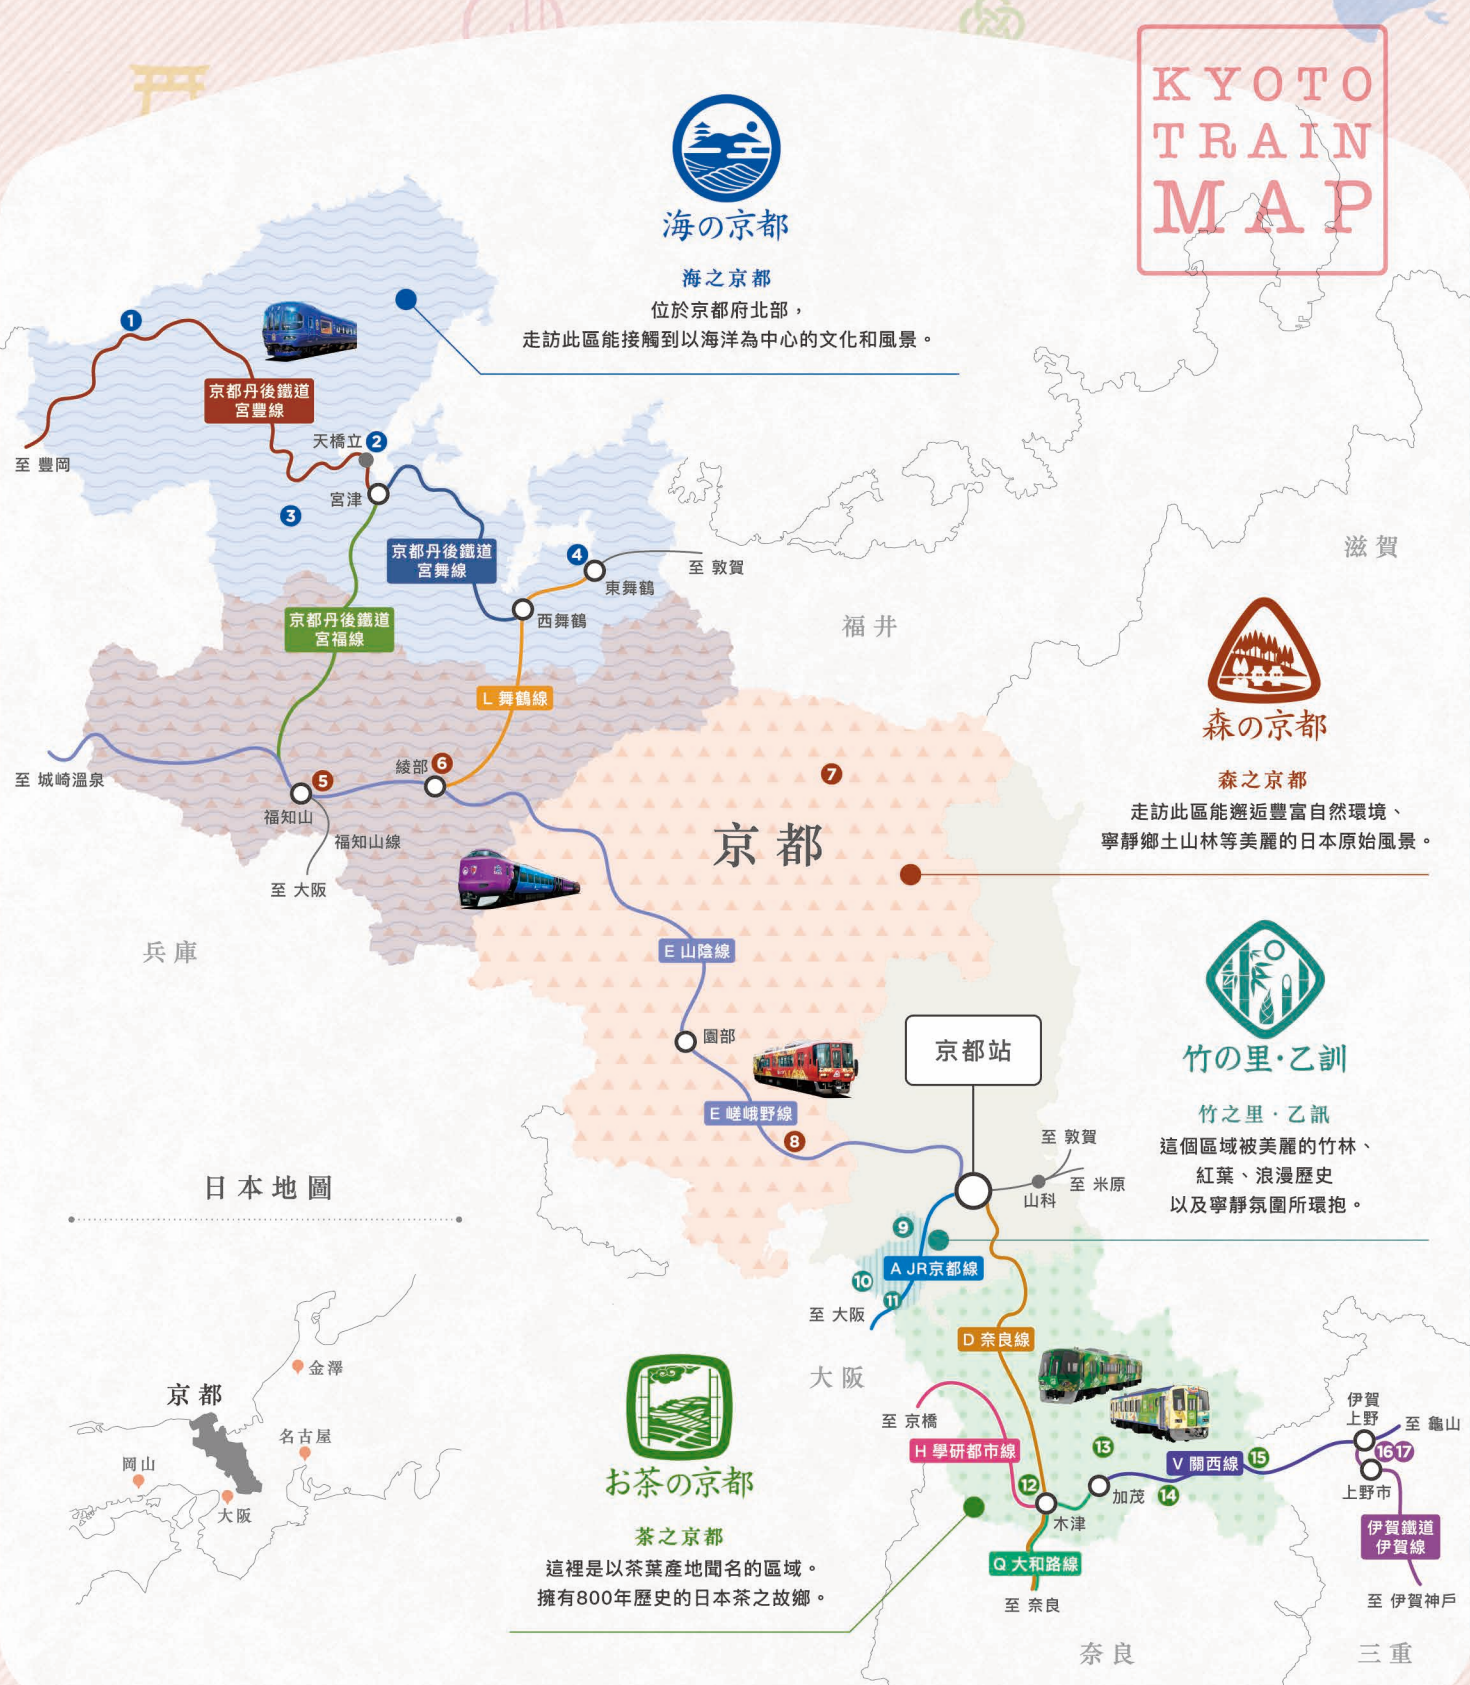 KYOTO
TRAIN
MAP
海の京都
海之京都
位於京都府北部，
走訪此區能接觸到以海洋為中心的文化和風景。
1
京都丹後鐵道
宮豐線
天橋立 2
至 豐岡
宮津
3
京都丹後鐵道
宮舞線
4
至 敦賀
東舞鶴
西舞鶴
滋賀
福井
京都丹後鐵道
宮福線
L 舞鶴線
森の京都
森之京都
走訪此區能邂逅豐富自然環境、
寧靜鄉土山林等美麗的日本原始風景。
至 城崎溫泉
5
綾部 6
7
福知山
福知山線
至 大阪
京都
兵庫
E 山陰線
園部
京都站
E 嵯峨野線
8
竹の里・乙訓
竹之里・乙訊
這個區域被美麗的竹林、
紅葉、浪漫歷史
以及寧靜氛圍所環抱。
至 敦賀
至 米原
山科
9
A JR京都線
10
11
至 大阪
D 奈良線
大阪
日本地圖
金澤
京都
名古屋
岡山
大阪
お茶の京都
茶之京都
這裡是以茶葉產地聞名的區域。
擁有800年歷史的日本茶之故鄉。
至 京橋
H 學研都市線
13
V 關西線
15
伊賀
上野
至 龜山
16 17
上野市
12
加茂
14
木津
Q 大和路線
至 奈良
伊賀鐵道
伊賀線
至 伊賀神戶
奈良
三重